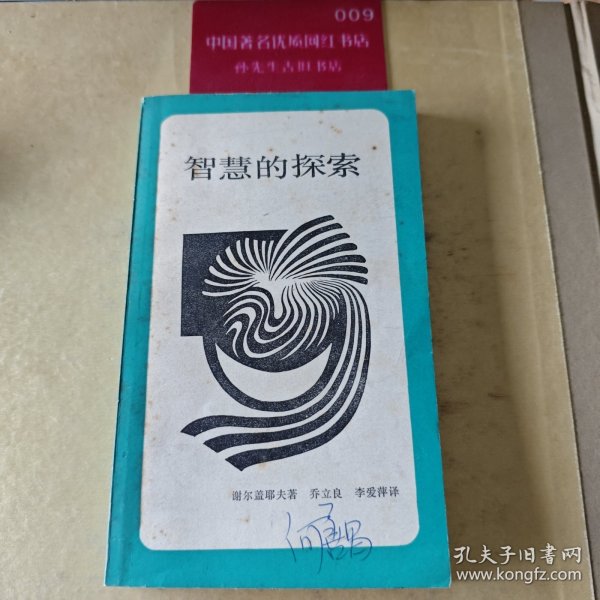 009
中国著名优质网红书店
孙先生古旧书店
智慧的探索
谢尔盖耶夫著 乔立良 李爱萍译
孔夫子旧书网
www.kongfz.com